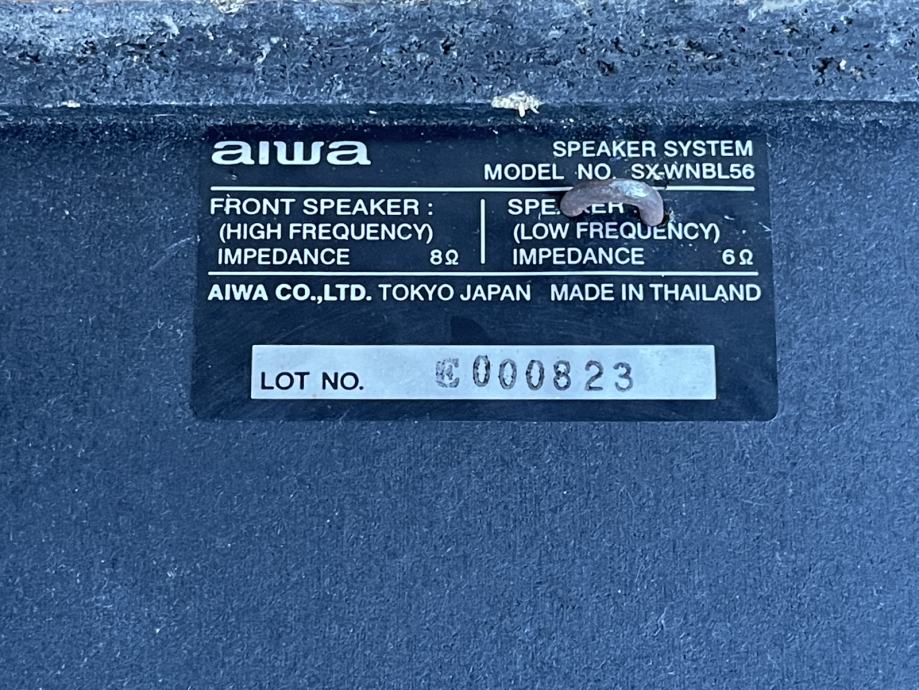 aiwa
SPEAKER SYSTEM
MODEL NO. SX-WNBL56
FRONT SPEAKER :
(HIGH FREQUENCY)
IMPEDANCE 8Ω
(LOW FREQUENCY)
IMPEDANCE 6Ω
AIWA CO.,LTD. TOKYO JAPAN MADE IN THAILAND
LOT NO. 000823